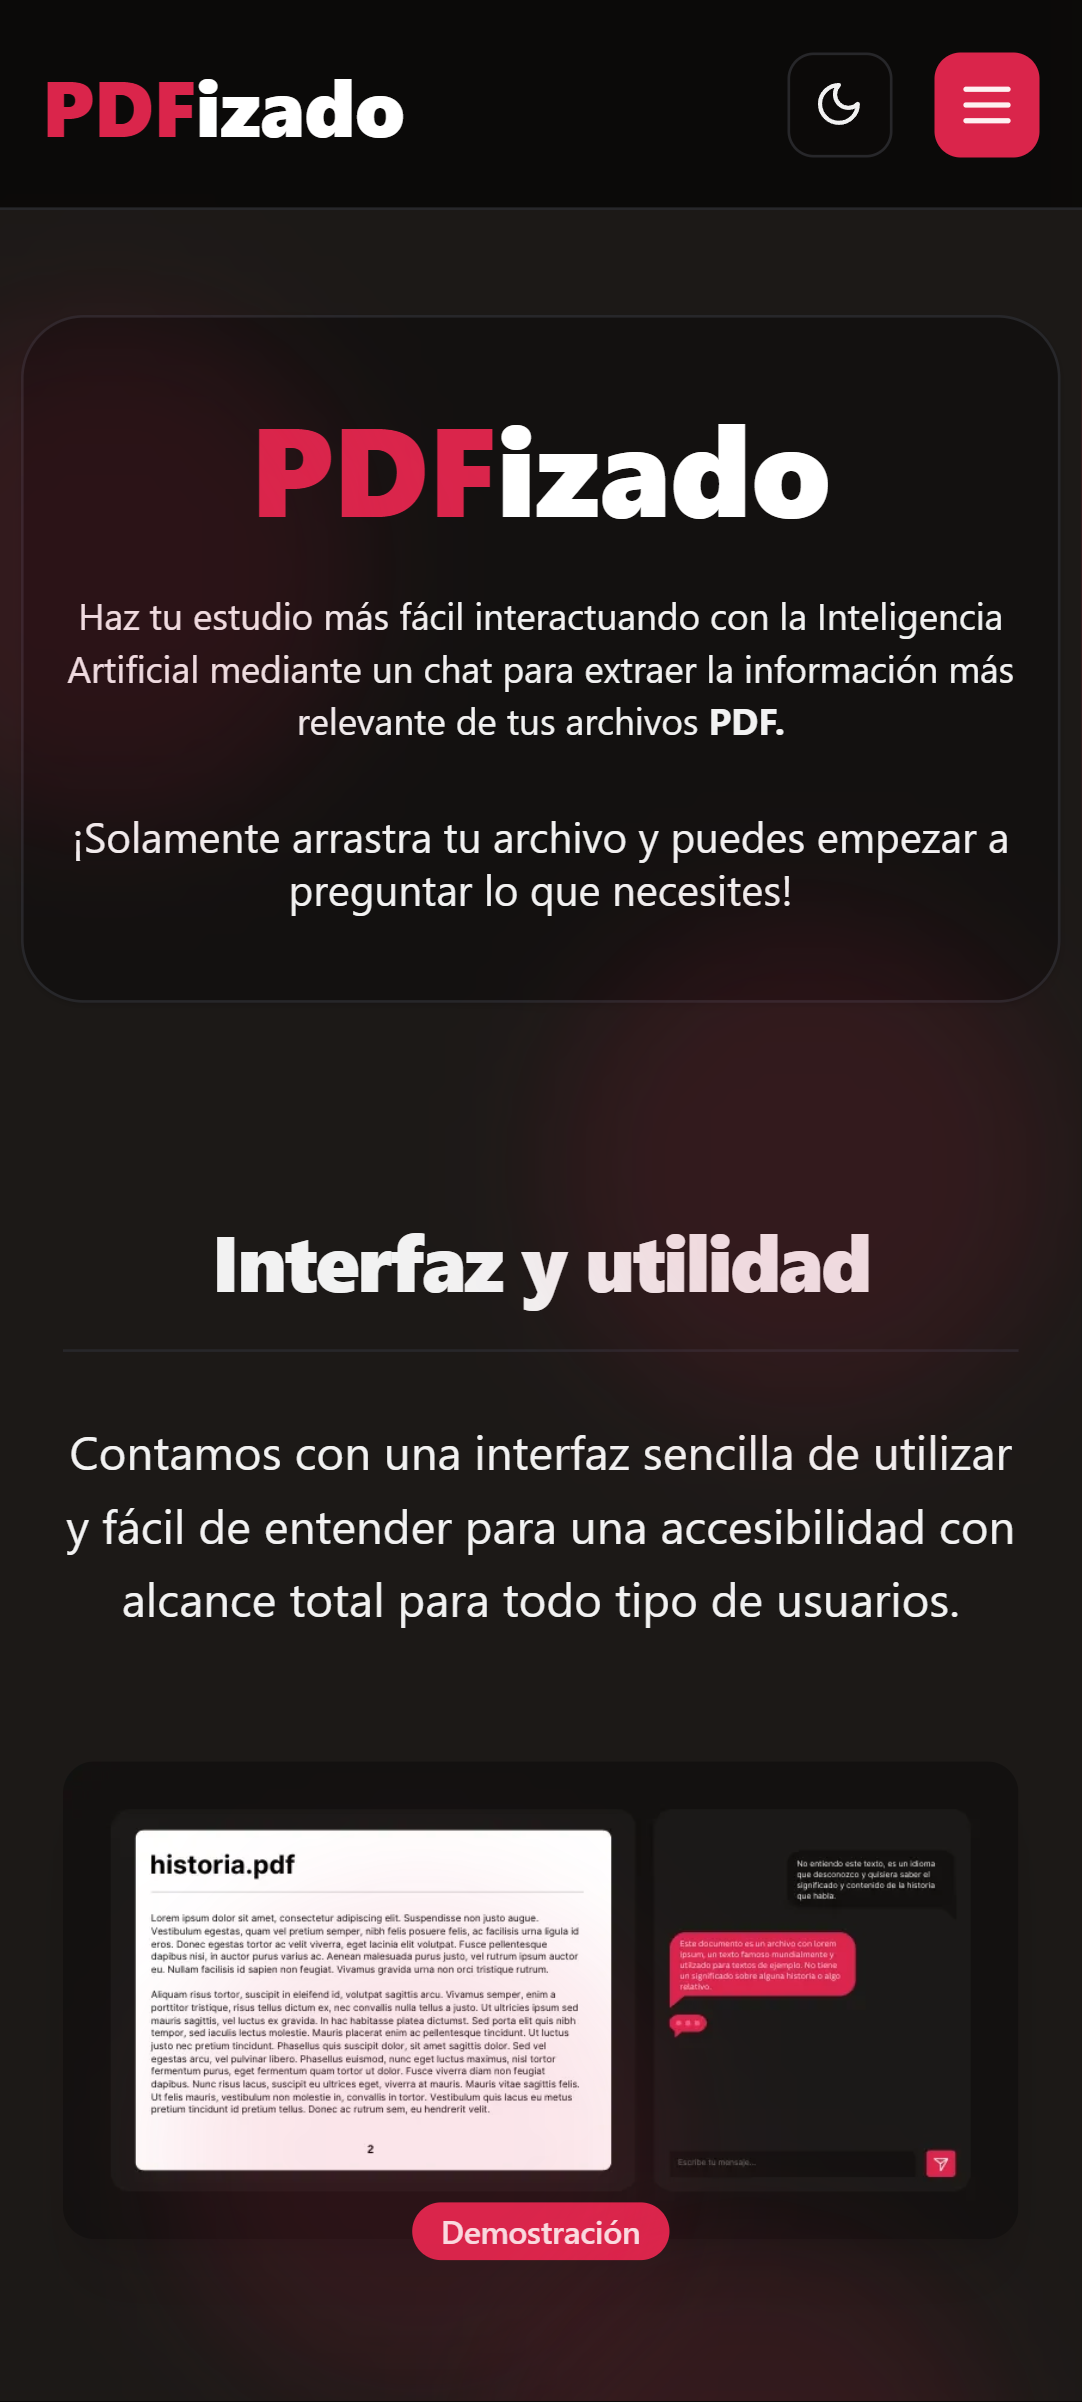 PDFizado
PDFizado
Haz tu estudio más fácil interactuando con la Inteligencia
Artificial mediante un chat para extraer la información más
relevante de tus archivos PDF.
¡Solamente arrastra tu archivo y puedes empezar a
preguntar lo que necesites!
Interfaz y utilidad
Contamos con una interfaz sencilla de utilizar
y fácil de entender para una accesibilidad con
alcance total para todo tipo de usuarios.
historia.pdf
Lorem ipsum dolor sit amet, consectetur adipiscing elit. Suspendisse non justo augue.
Vestibulum egestas, quam vel pretium semper, nibh felis posuere felis, ac facilisis urna ligula id
eros. Donec egestas tortor ac velit viverra, eget lacinia elit volutpat. Fusce pellentesque
dapibus nisi, in auctor purus varius ac. Aenean malesuada purus justo, vel rutrum ipsum auctor
eu. Nullam facilisis id sapien non feugiat. Vivamus gravida urna non orci tristique rutrum.
Aliquam risus tortor, suscipit in eleifend id, volutpat sagittis arcu. Vivamus semper, enim a
porttitor tristique, risus tellus dictum ex, nec convallis nulla tellus a justo. Ut ultricies ipsum sed
mauris sagittis, vel luctus ex gravida. In hac habitasse platea dictumst. Sed porta elit quis nibh
tempor, sed iaculis lectus molestie. Mauris placerat enim ac pellentesque tincidunt. Ut luctus
justo nec pretium tincidunt. Phasellus quis suscipit dolor, sit amet sagittis dolor. Sed vel
egestas arcu, vel pulvinar libero. Phasellus euismod, nunc eget luctus maximus, nisl tortor
fermentum purus, eget fermentum quam tortor ut dolor. Fusce viverra diam non feugiat
dapibus. Nunc risus lacus, suscipit eu ultrices eget, viverra at mauris. Mauris vitae sagittis felis.
Ut felis mauris, vestibulum non molestie in, convallis in tortor. Vestibulum quis lacus eu metus
pretium tincidunt id pretium tellus. Donec ac rutrum sem, eu hendrerit velit.
2
No entiendo este texto, es un idioma
que desconozco y quisiera saber el
significado y contenido de la historia
que habla.
Este documento es un archivo con lorem
ipsum, un texto famoso mundialmente y
utilzado para textos de ejemplo. No tiene
un significado sobre alguna historia o algo
relativo.
Escribe tu mensaje...
Demostración